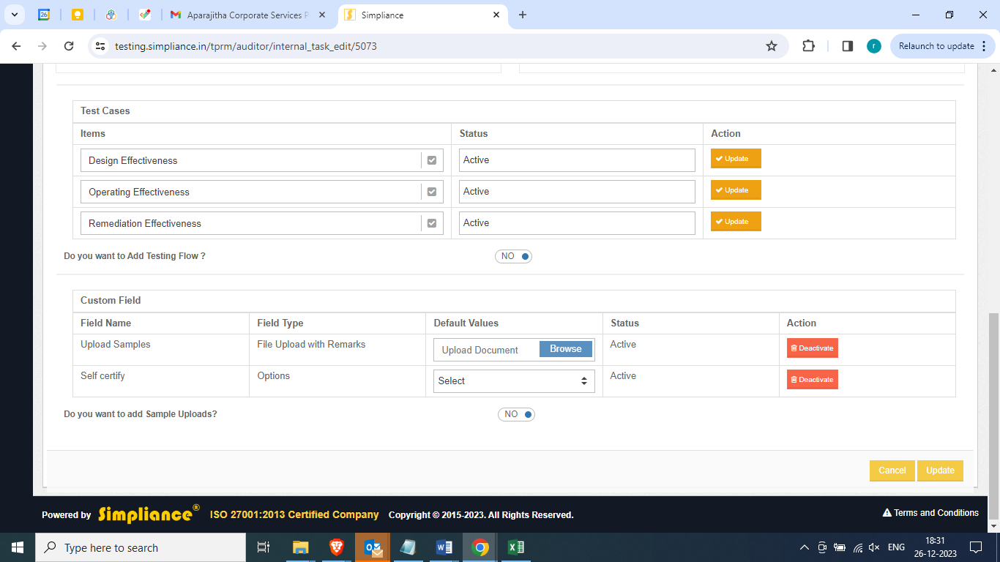 26
Aparajitha Corporate Services P
Simpliance
testing.simpliance.in/tprm/auditor/internal_task_edit/5073
r
Relaunch to update
Test Cases
Items Status Action
Design Effectiveness Active Update
Operating Effectiveness Active Update
Remediation Effectiveness Active Update
Do you want to Add Testing Flow ? NO
Custom Field
Field Name Field Type Default Values Status Action
Upload Samples File Upload with Remarks Upload Document Browse Active Deactivate
Self certify Options Select Active Deactivate
Do you want to add Sample Uploads? NO
Cancel Update
Powered by Simpliance® ISO 27001:2013 Certified Company Copyright © 2015-2023. All Rights Reserved. Terms and Conditions
Type here to search
ENG
18:31
26-12-2023